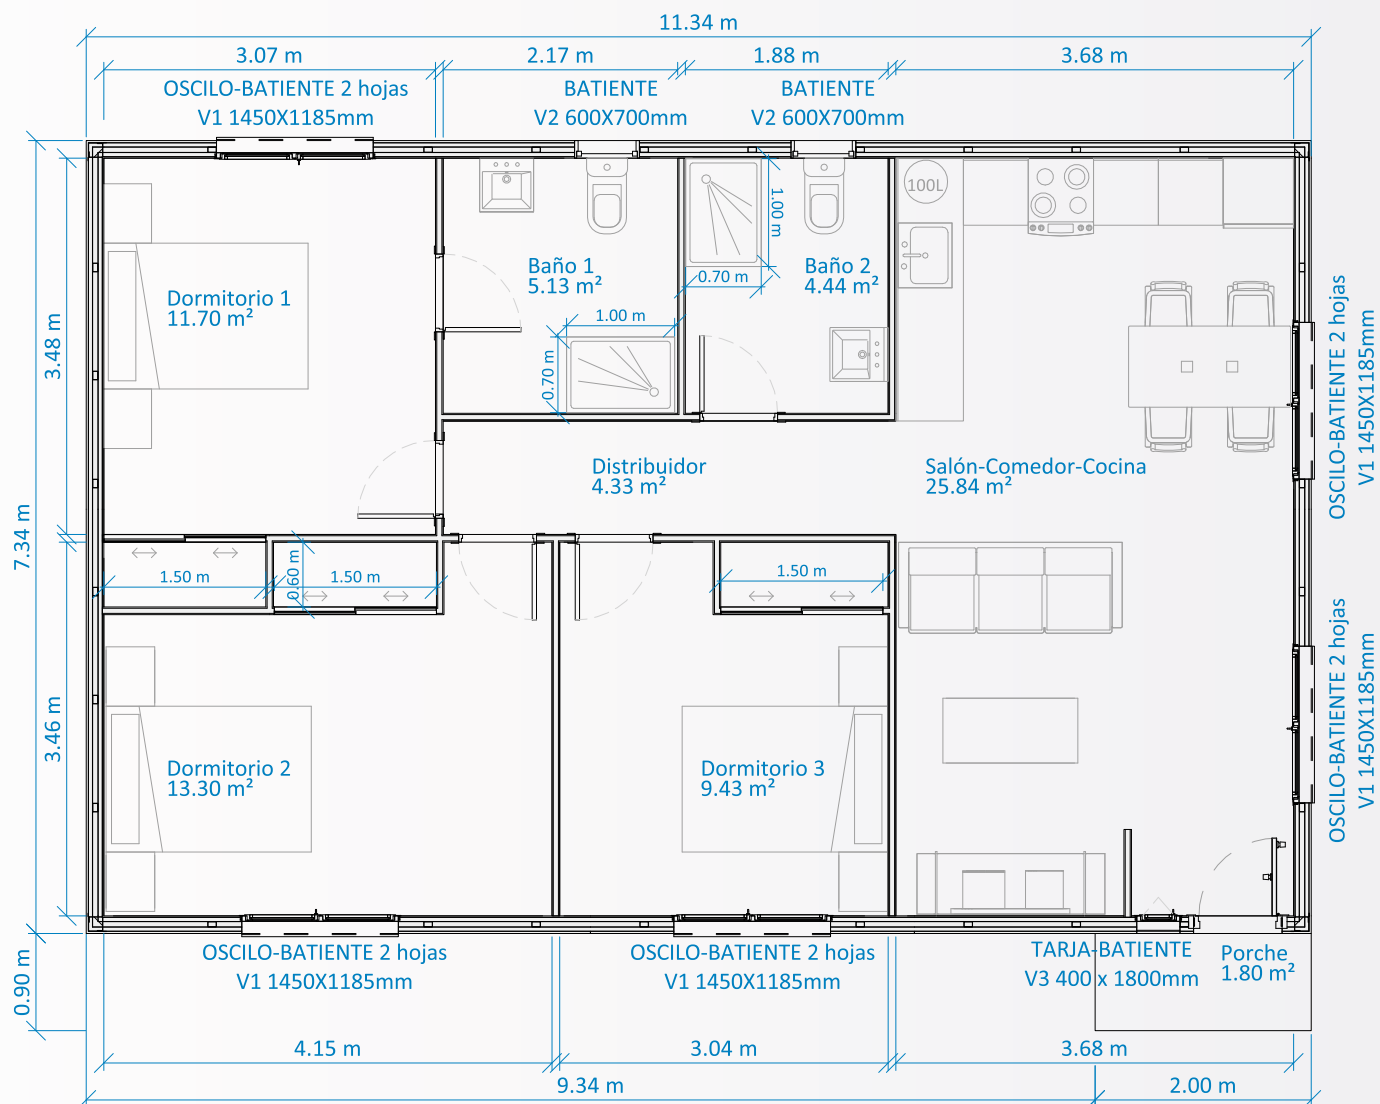 11.34 m
3.07 m
2.17 m
1.88 m
3.68 m
OSCILO-BATIENTE 2 hojas
V1 1450X1185mm
BATIENTE
V2 600X700mm
BATIENTE
V2 600X700mm
100L
1.00 m
Baño 1
5.13 m²
0.70 m
Baño 2
4.44 m²
Dormitorio 1
11.70 m²
1.00 m
0.70 m
3.48 m
OSCILO-BATIENTE 2 hojas
V1 1450X1185mm
Distribuidor
4.33 m²
Salón-Comedor-Cocina
25.84 m²
7.34 m
1.50 m
0.60 m
1.50 m
1.50 m
3.46 m
OSCILO-BATIENTE 2 hojas
V1 1450X1185mm
Dormitorio 2
13.30 m²
Dormitorio 3
9.43 m²
0.90 m
OSCILO-BATIENTE 2 hojas
V1 1450X1185mm
OSCILO-BATIENTE 2 hojas
V1 1450X1185mm
TARJA-BATIENTE
V3 400 x 1800mm
Porche
1.80 m²
4.15 m
3.04 m
3.68 m
9.34 m
2.00 m